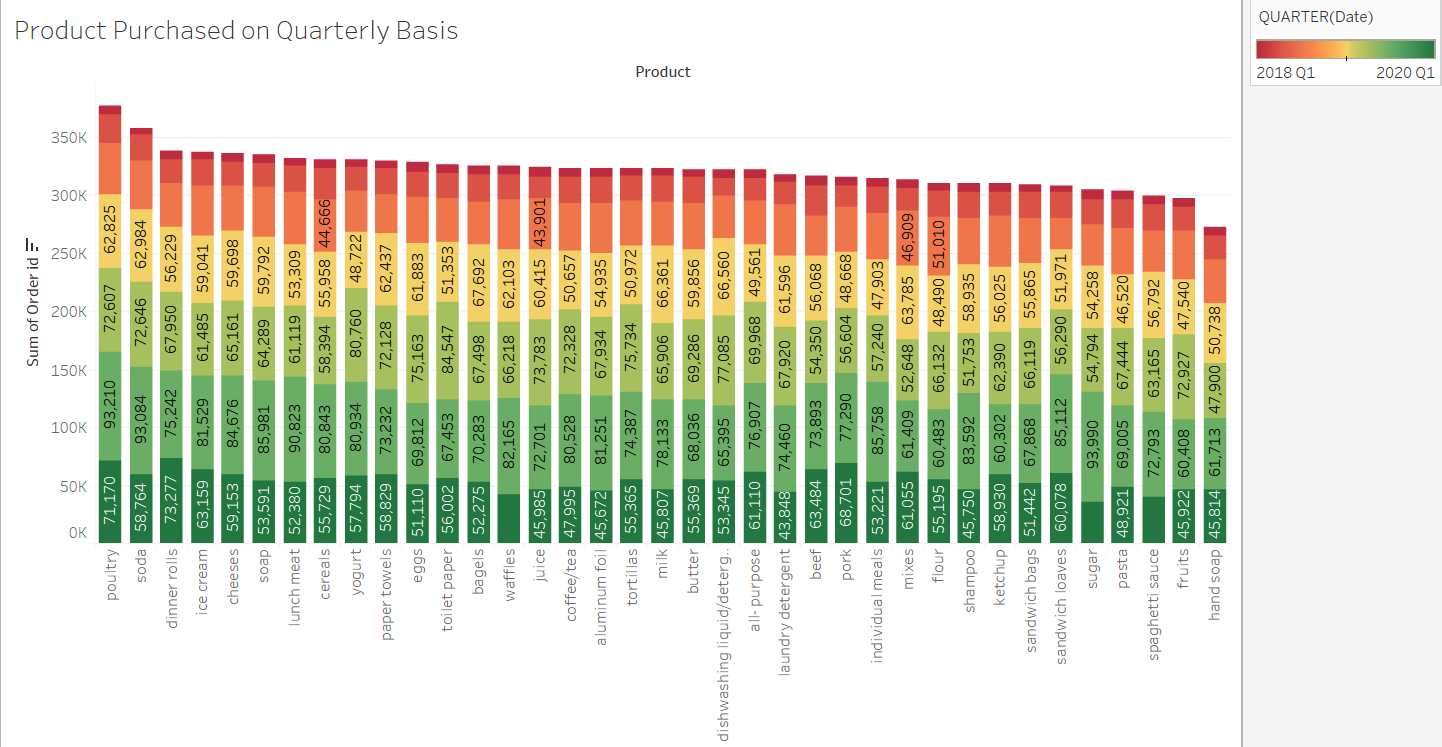 Product Purchased on Quarterly Basis
QUARTER(Date)
2018 Q1 2020 Q1
Product
Sum of Order id
350K
300K
250K
200K
150K
100K
50K
0K
62,825
72,607
93,210
71,170
poultry
62,984
72,646
93,084
58,764
soda
56,229
67,950
75,242
73,277
dinner rolls
59,041
61,485
81,529
63,159
ice cream
59,698
65,161
84,676
59,153
cheeses
59,792
64,289
85,981
53,591
soap
53,309
61,119
90,823
52,380
lunch meat
44,666
55,958
58,394
80,843
55,729
cereals
48,722
80,760
80,934
57,794
yogurt
62,437
72,128
73,232
58,829
paper towels
61,883
75,163
69,812
51,110
eggs
51,353
84,547
67,453
56,002
toilet paper
67,692
67,498
70,283
52,275
bagels
62,103
66,218
82,165
waffles
43,901
60,415
73,783
72,701
45,985
juice
50,657
72,328
80,528
47,995
coffee/tea
54,935
67,934
81,251
45,672
aluminum foil
50,972
75,734
74,387
55,365
tortillas
66,361
65,906
78,133
45,807
milk
59,856
69,286
68,036
55,369
butter
66,560
77,085
65,395
53,345
dishwashing liquid/deterg..
49,561
69,968
76,907
61,110
all- purpose
61,596
67,920
74,460
43,848
laundry detergent
56,068
54,350
73,893
63,484
beef
48,668
56,604
77,290
68,701
pork
47,903
57,240
85,758
53,221
individual meals
46,909
63,785
52,648
61,409
61,055
mixes
51,010
48,490
66,132
60,483
55,195
flour
58,935
51,753
83,592
45,750
shampoo
56,025
62,390
60,302
58,930
ketchup
55,865
66,119
67,868
51,442
sandwich bags
51,971
56,290
85,112
60,078
sandwich loaves
54,258
54,794
93,990
sugar
46,520
67,444
69,005
48,921
pasta
56,792
63,165
72,793
spaghetti sauce
47,540
72,927
60,408
45,922
fruits
50,738
47,900
61,713
45,814
hand soap